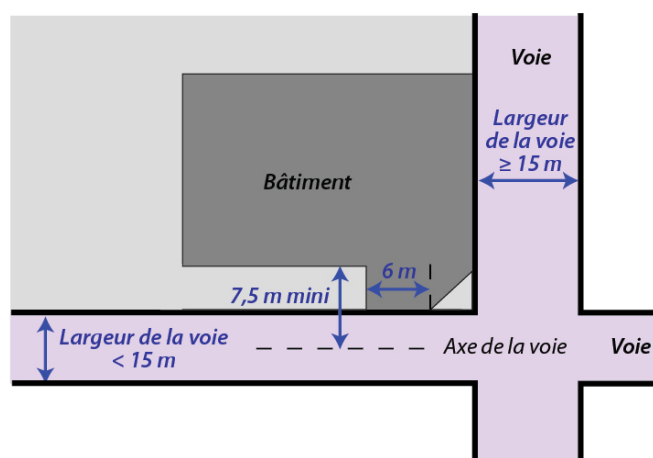 Voie
Largeur
de la voie
≥ 15 m
Bâtiment
6 m
7,5 m mini
Largeur de la voie
< 15 m
Axe de la voie
Voie